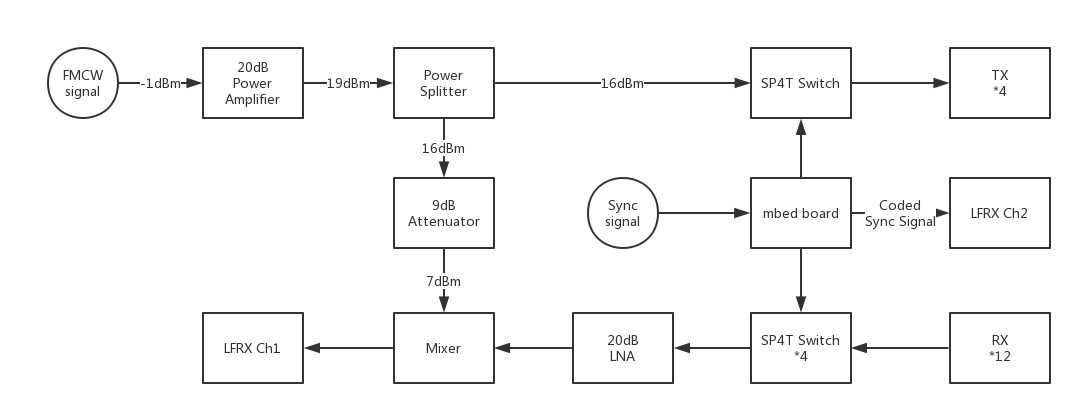 FMCW
signal
-1dBm
20dB
Power
Amplifier
19dBm
Power
Splitter
16dBm
SP4T Switch
TX
*4
16dBm
9dB
Attenuator
Sync
signal
mbed board
Coded
Sync Signal
LFRX Ch2
7dBm
LFRX Ch1
Mixer
20dB
LNA
SP4T Switch
*4
RX
*12